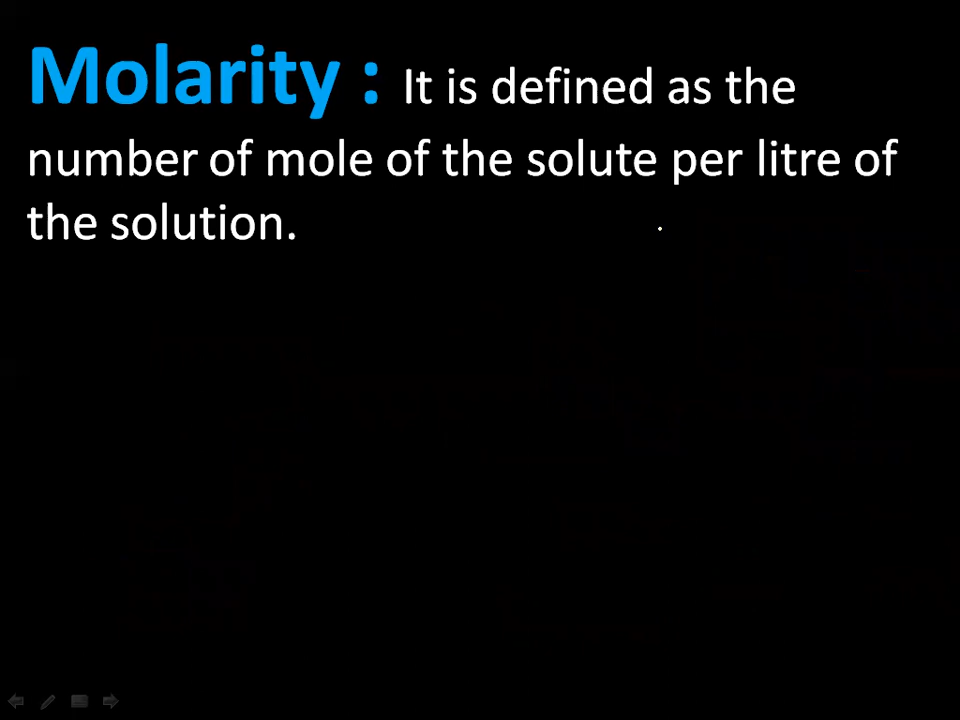 Molarity : It is defined as the
number of mole of the solute per litre of
the solution.